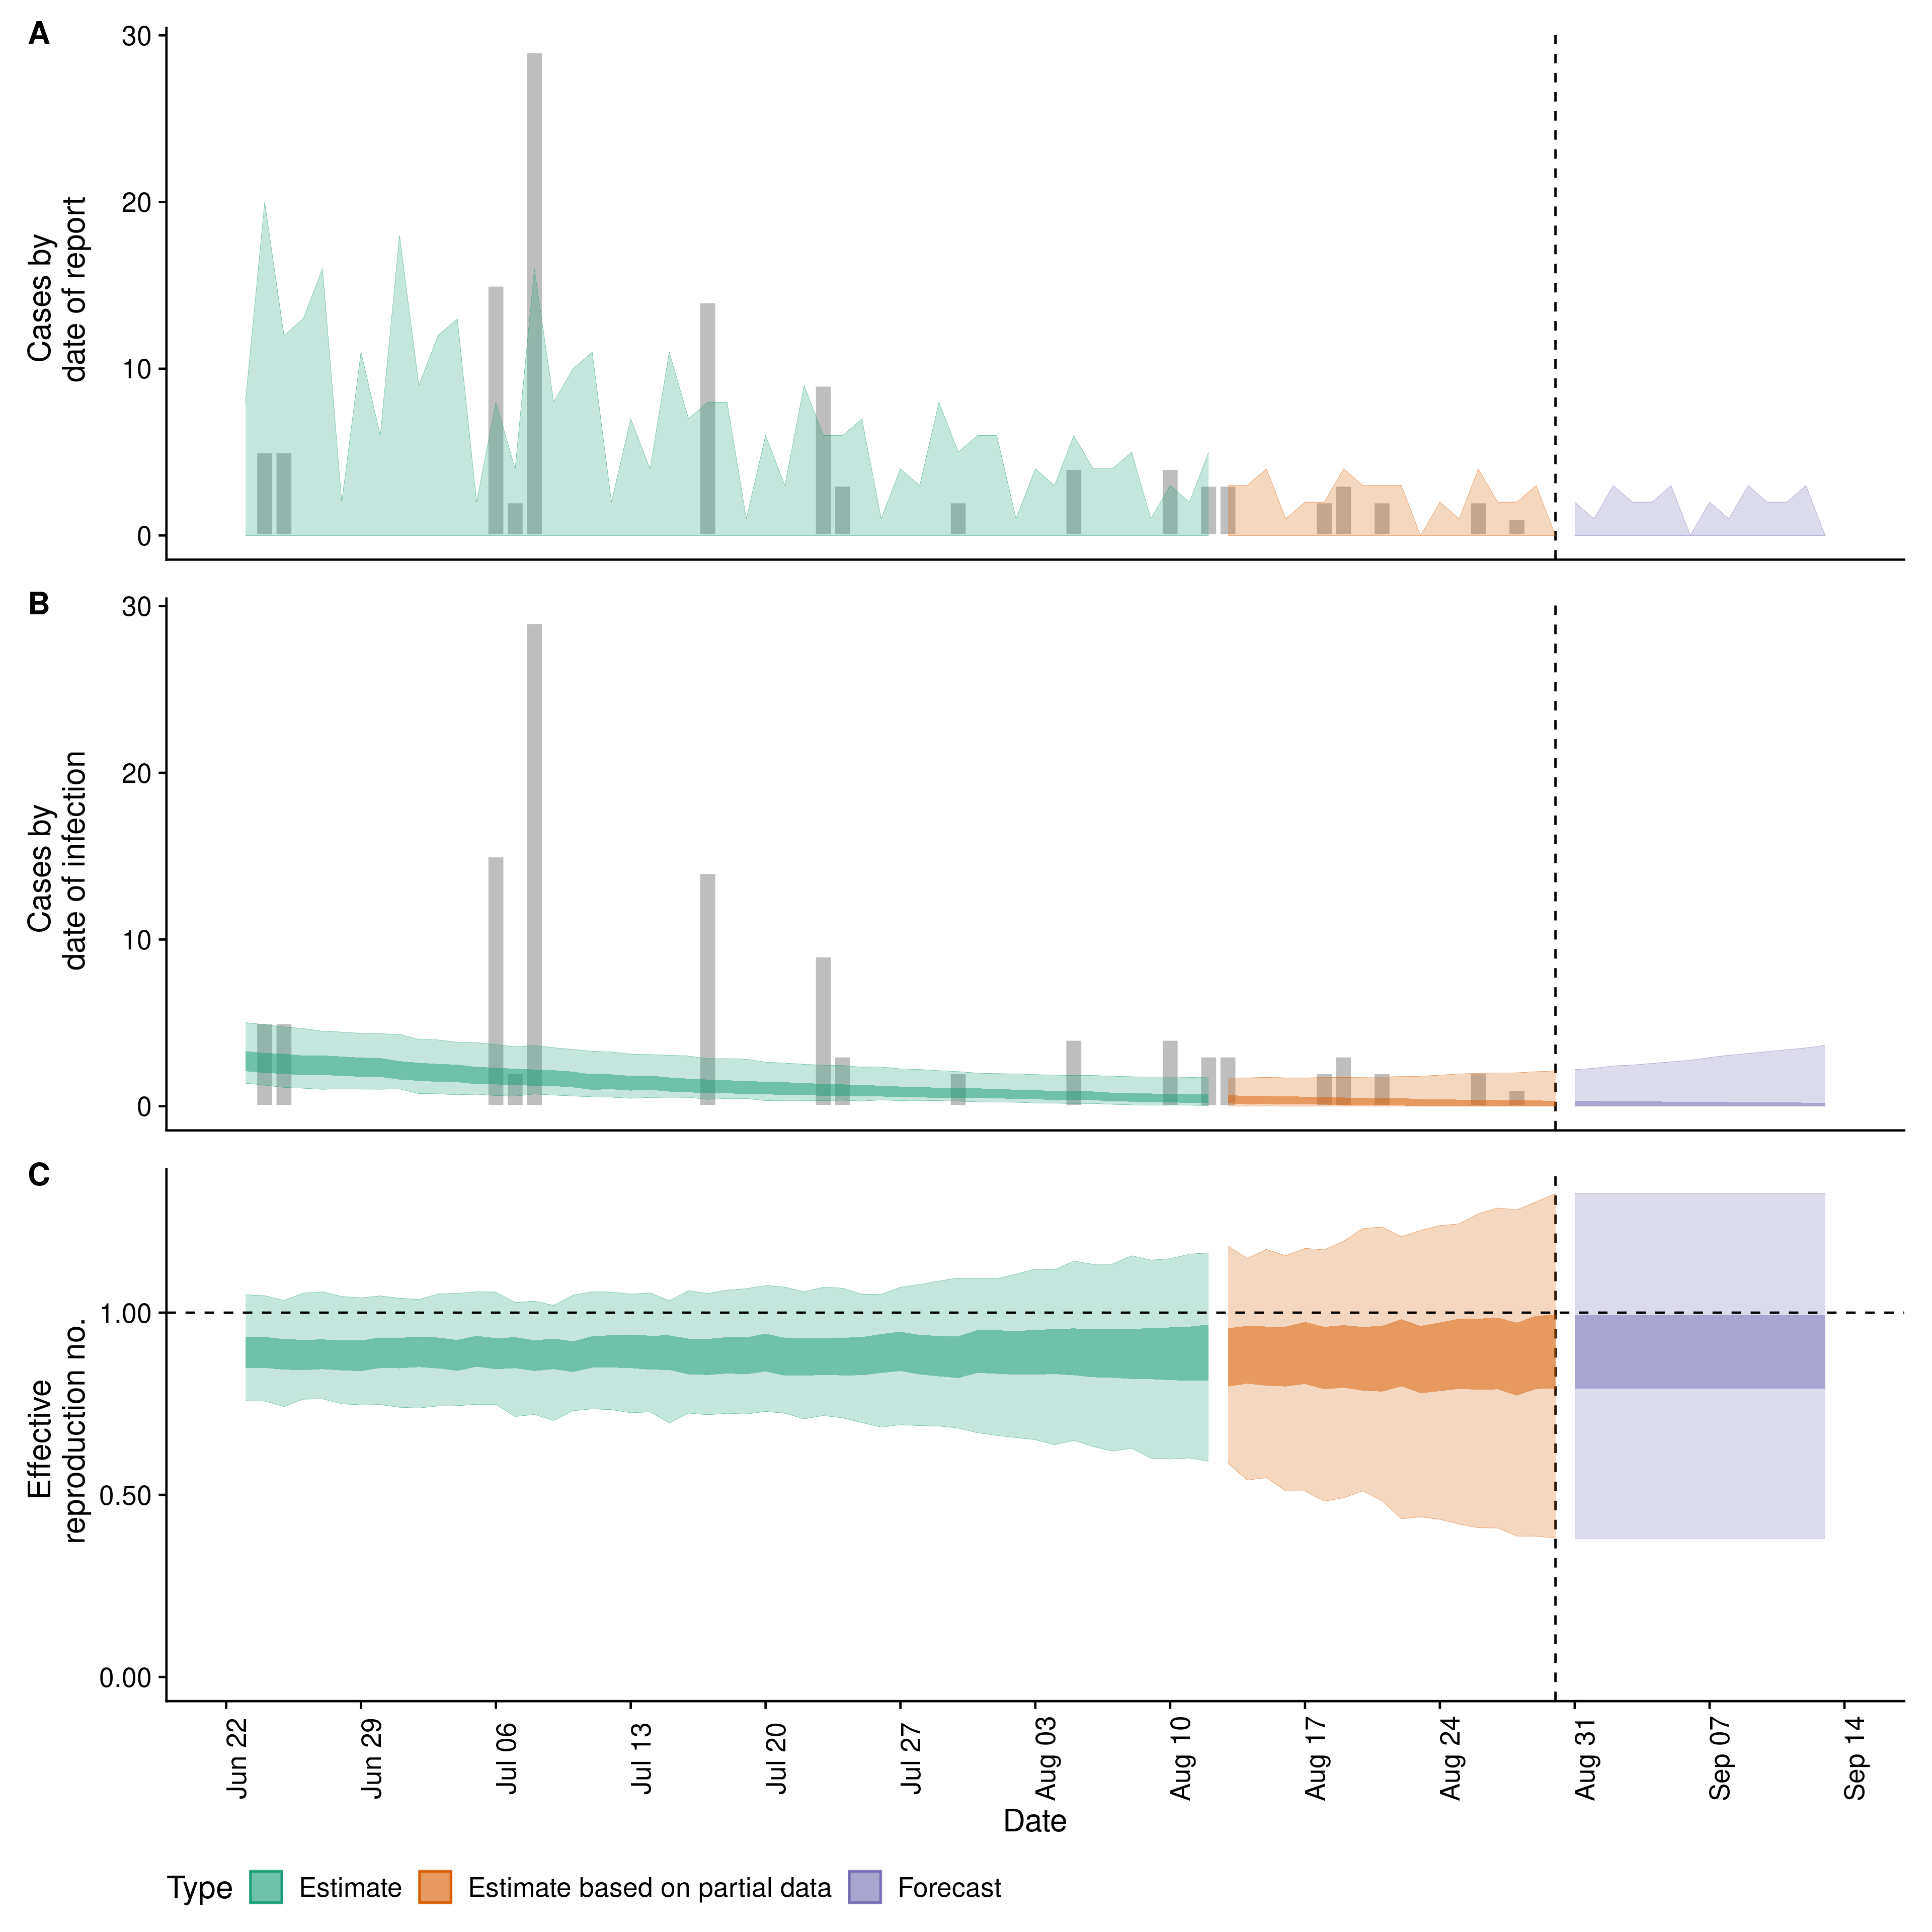 A
30
20
10
0
Cases by
date of report
B
30
20
10
0
Cases by
date of infection
C
1.00
0.50
0.00
Effective
reproduction no.
Jun 22
Jun 29
Jul 06
Jul 13
Jul 20
Jul 27
Aug 03
Aug 10
Aug 17
Aug 24
Aug 31
Sep 07
Sep 14
Date
Type Estimate Estimate based on partial data Forecast